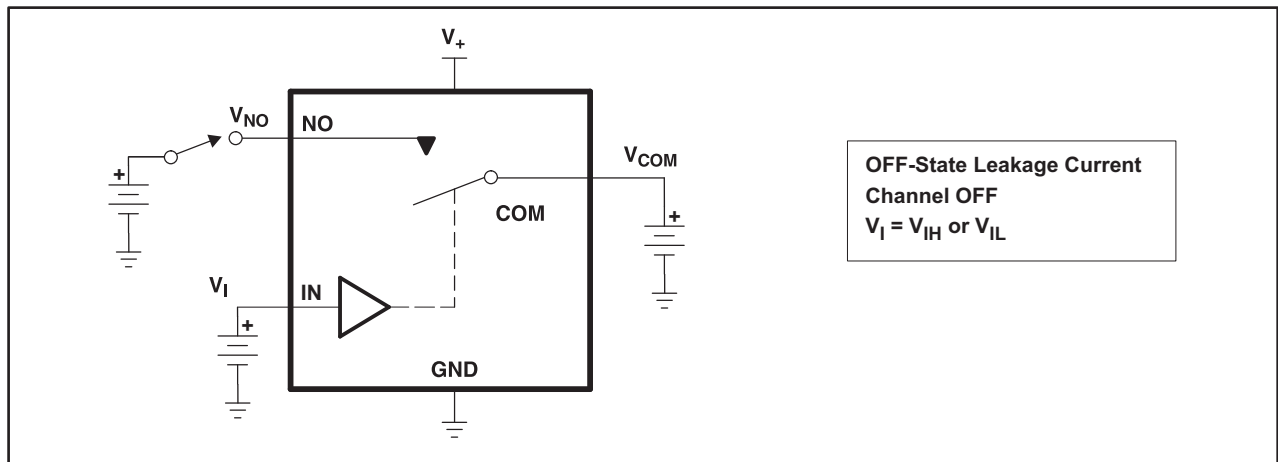 V+
VNO
NO
+
VCOM
COM
+
VI
IN
+
GND
OFF-State Leakage Current
Channel OFF
VI = VIH or VIL